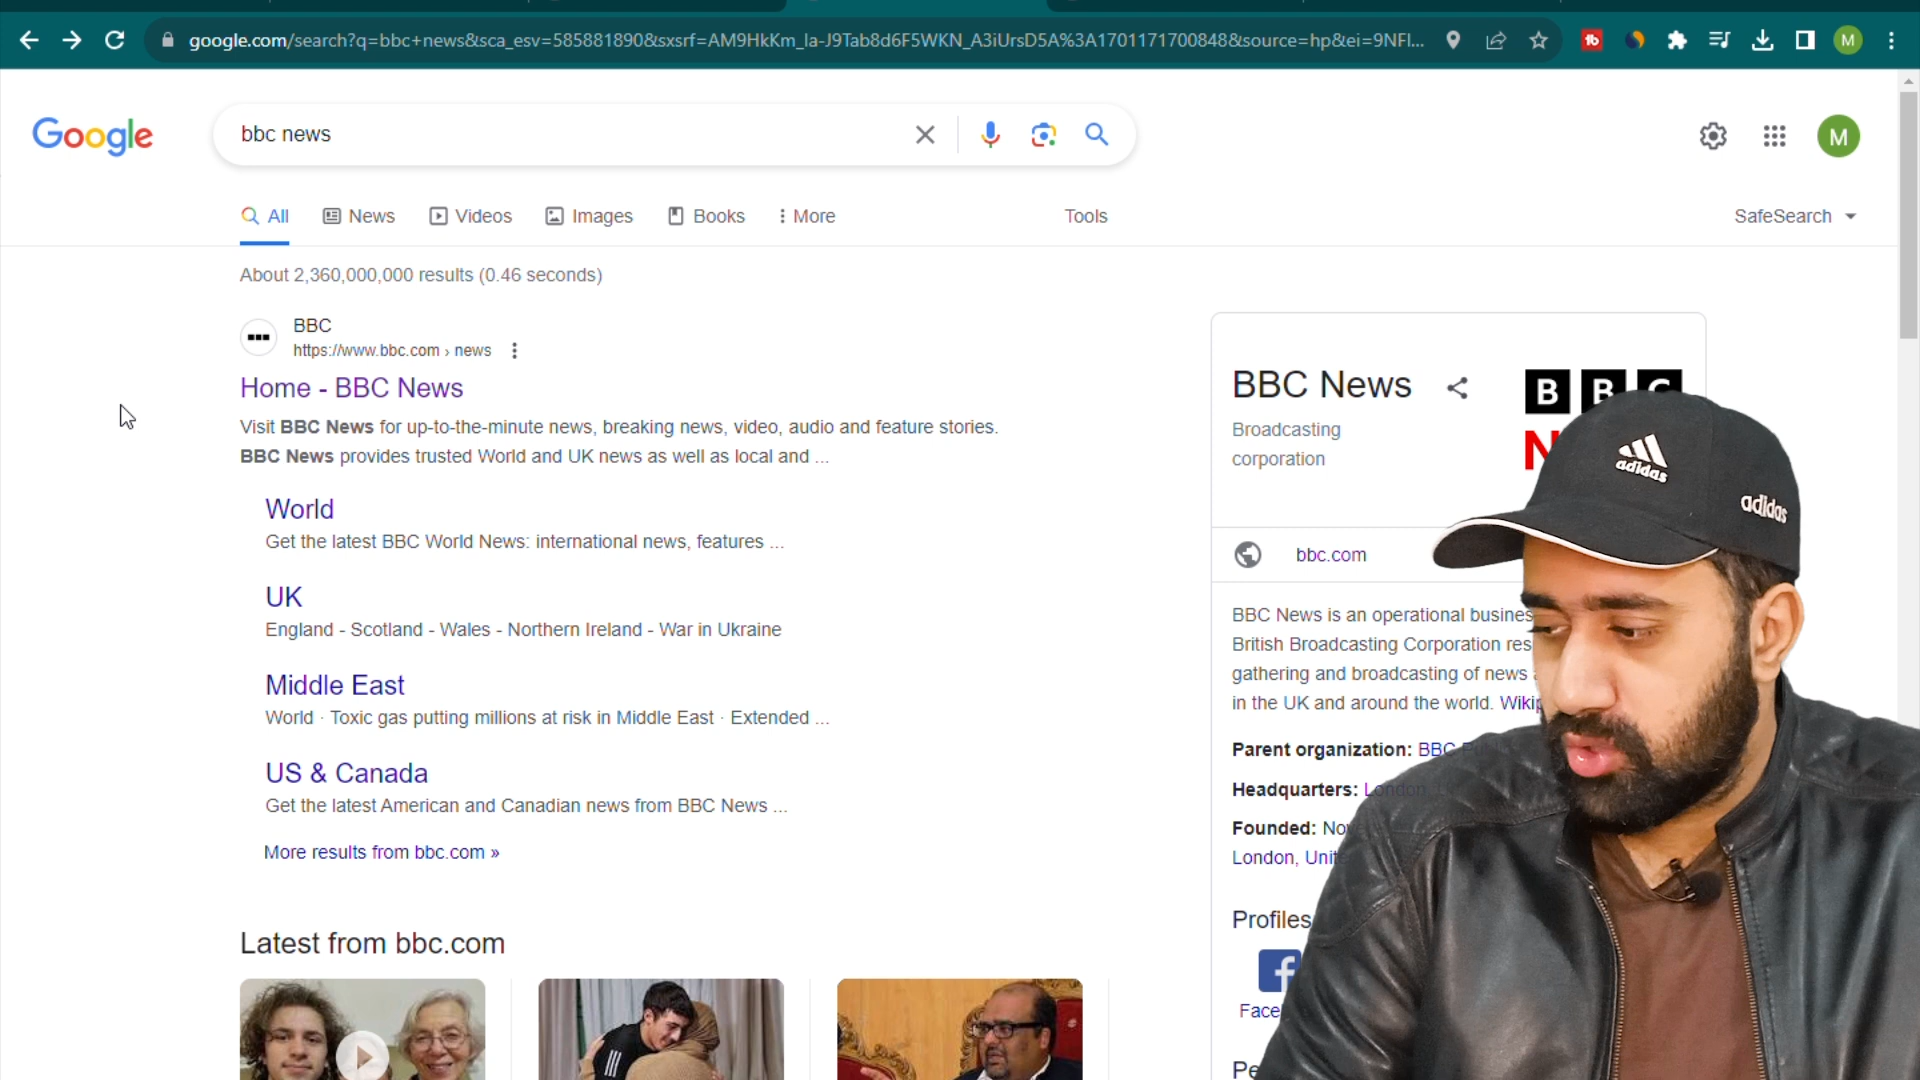 google.com/search?q=bbc+news&sca_esv=585881890&sxsrf=AM9HkKm_la-J9Tab8d6F5WKN_A3iUrsD5A%3A1701171700848&source=hp&ei=9NFl...
M
Google
bbc news
M
All
News
Videos
Images
Books
More
Tools
SafeSearch
About 2,360,000,000 results (0.46 seconds)
BBC
https://www.bbc.com › news
Home - BBC News
Visit BBC News for up-to-the-minute news, breaking news, video, audio and feature stories.
BBC News provides trusted World and UK news as well as local and ...
World
Get the latest BBC World News: international news, features ...
UK
England - Scotland - Wales - Northern Ireland - War in Ukraine
Middle East
World · Toxic gas putting millions at risk in Middle East · Extended ...
US & Canada
Get the latest American and Canadian news from BBC News ...
More results from bbc.com »
Latest from bbc.com
BBC News
Broadcasting
corporation
B B C
N
adidas
adidas
bbc.com
BBC News is an operational
British Broadcasting Corporation
gathering and broadcasting of news
in the UK and around the world.
Parent organization: BBC
Headquarters: London,
Founded:
London,
Profiles